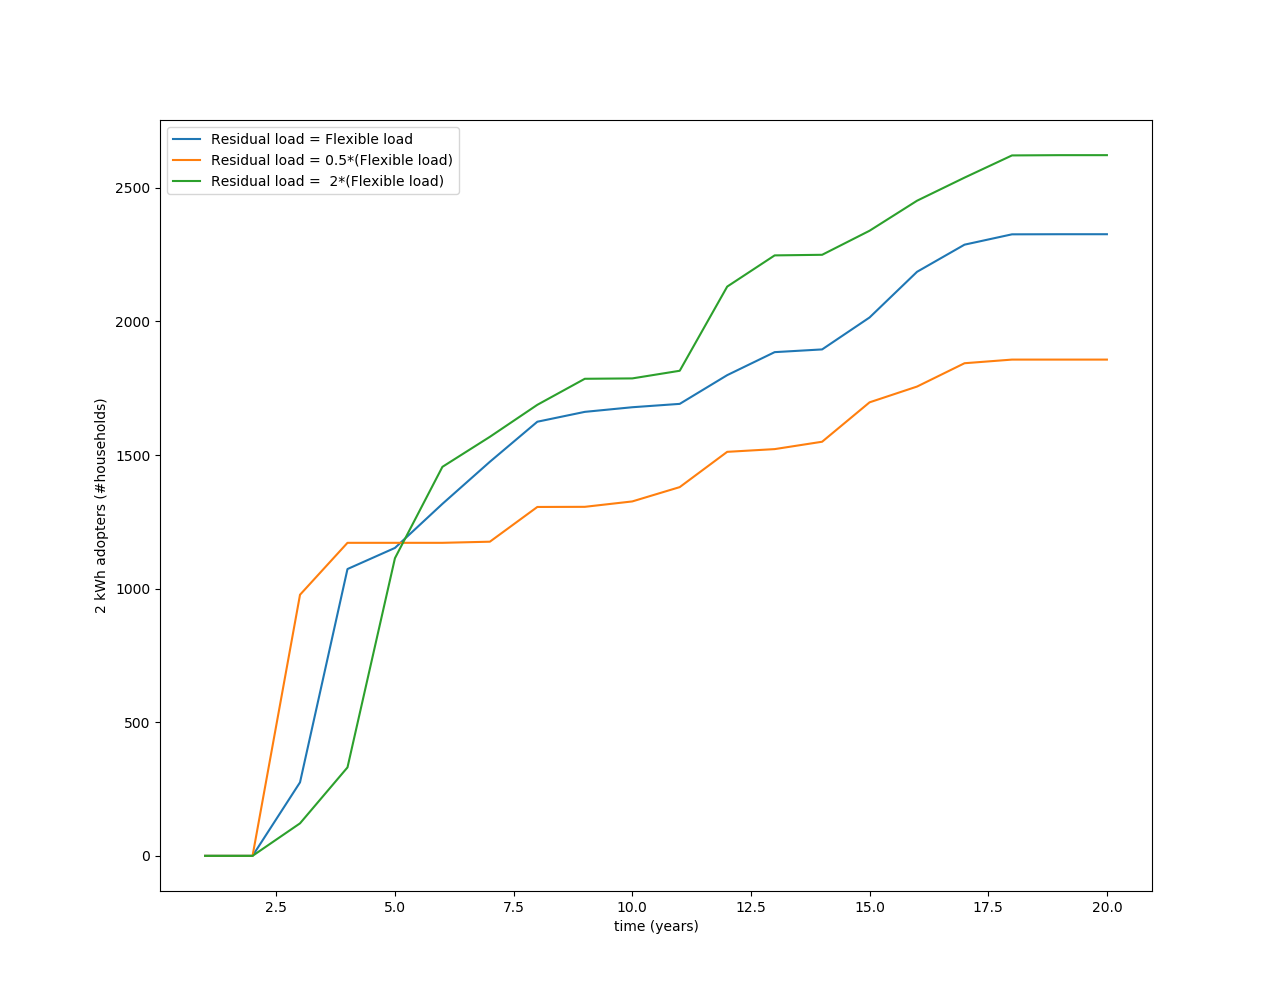 Residual load = Flexible load
Residual load = 0.5*(Flexible load)
Residual load =  2*(Flexible load)
2500
2000
1500
1000
500
0
2 kWh adopters (#households)
2.5 5.0 7.5 10.0 12.5 15.0 17.5 20.0
time (years)